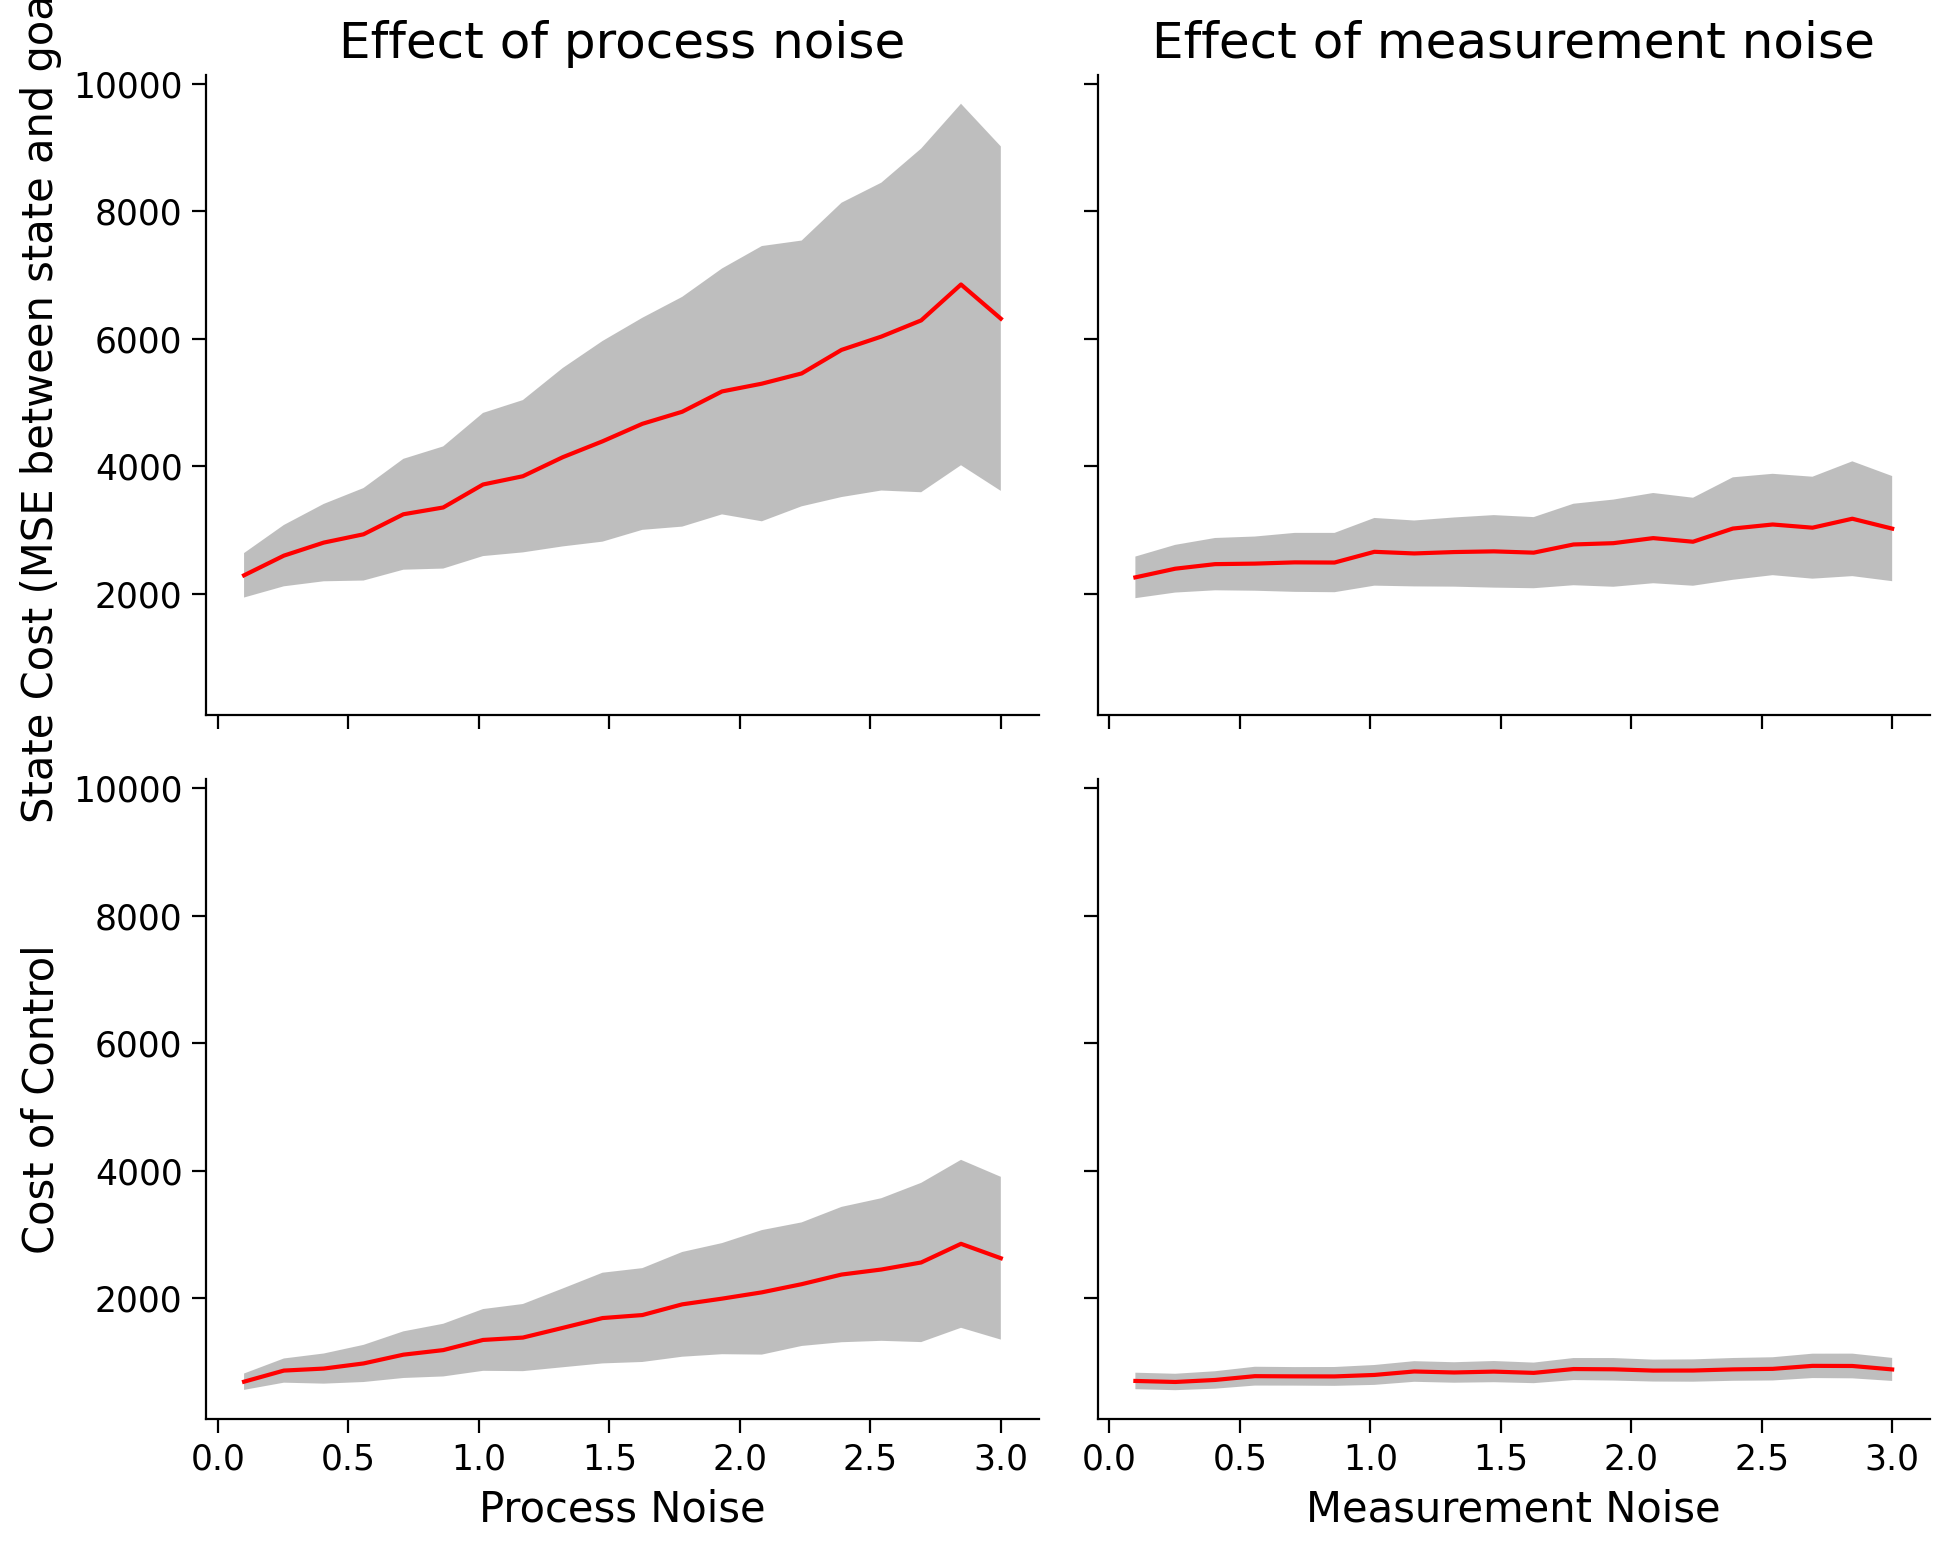 Effect of process noise
Effect of measurement noise
State Cost (MSE between state and goa
10000
8000
6000
4000
2000
Cost of Control
10000
8000
6000
4000
2000
0.0 0.5 1.0 1.5 2.0 2.5 3.0
0.0 0.5 1.0 1.5 2.0 2.5 3.0
Process Noise
Measurement Noise